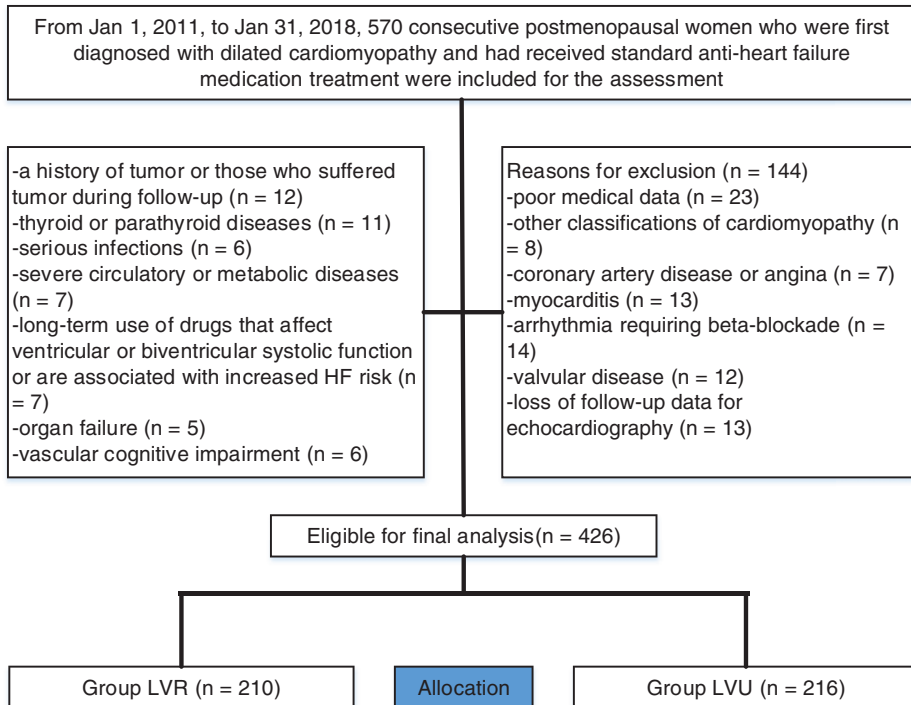 From Jan 1, 2011, to Jan 31, 2018, 570 consecutive postmenopausal women who were first
diagnosed with dilated cardiomyopathy and had received standard anti-heart failure
medication treatment were included for the assessment
-a history of tumor or those who suffered
tumor during follow-up (n = 12)
-thyroid or parathyroid diseases (n = 11)
-serious infections (n = 6)
-severe circulatory or metabolic diseases
(n = 7)
-long-term use of drugs that affect
ventricular or biventricular systolic function
or are associated with increased HF risk (n
= 7)
-organ failure (n = 5)
-vascular cognitive impairment (n = 6)
Reasons for exclusion (n = 144)
-poor medical data (n = 23)
-other classifications of cardiomyopathy (n
= 8)
-coronary artery disease or angina (n = 7)
-myocarditis (n = 13)
-arrhythmia requiring beta-blockade (n =
14)
-valvular disease (n = 12)
-loss of follow-up data for
echocardiography (n = 13)
Eligible for final analysis(n = 426)
Group LVR (n = 210)
Allocation
Group LVU (n = 216)